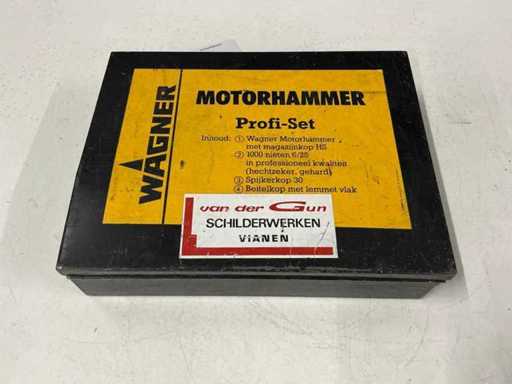 WAGNER
MOTORHAMMER
Profi-Set
Inhoud: ① Wagner Motorhammer
met magazijnkop HS
② 1000 nieten 6/25
in professioneel kwaliteit
(hechtzeker, gehard)
③ Spijkerkop 30
④ Beitelkop met lemmet vlak
van der Gun
SCHILDERWERKEN
VIANEN